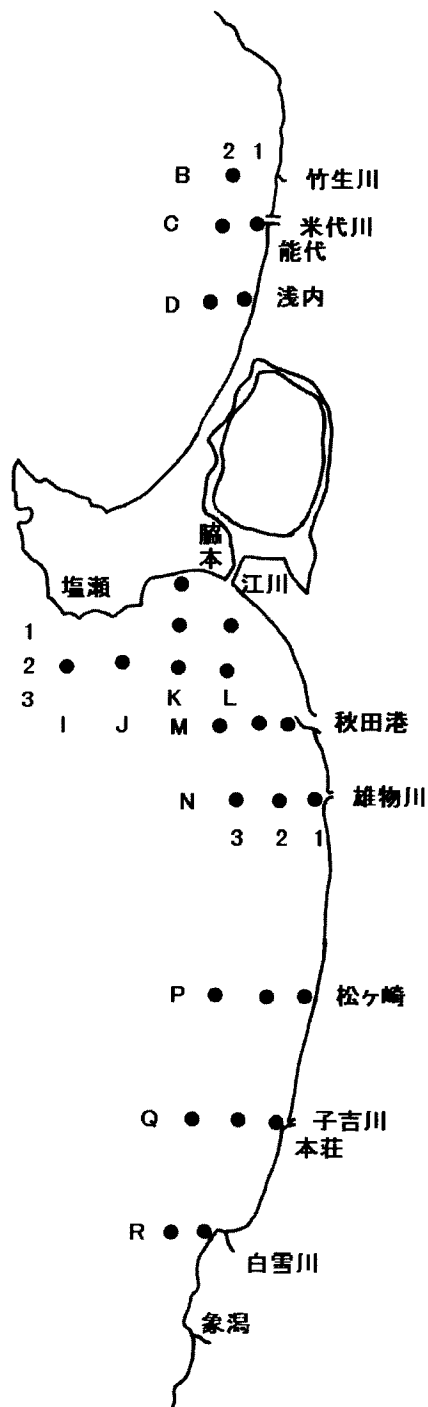 2 1
B 竹生川
C 米代川
能代
D 浅内
脇本
塩瀬 江川
1
2
3
K L
I J M 秋田港
N 雄物川
3 2 1
P 松ヶ崎
Q 子吉川
本荘
R
白雪川
象潟